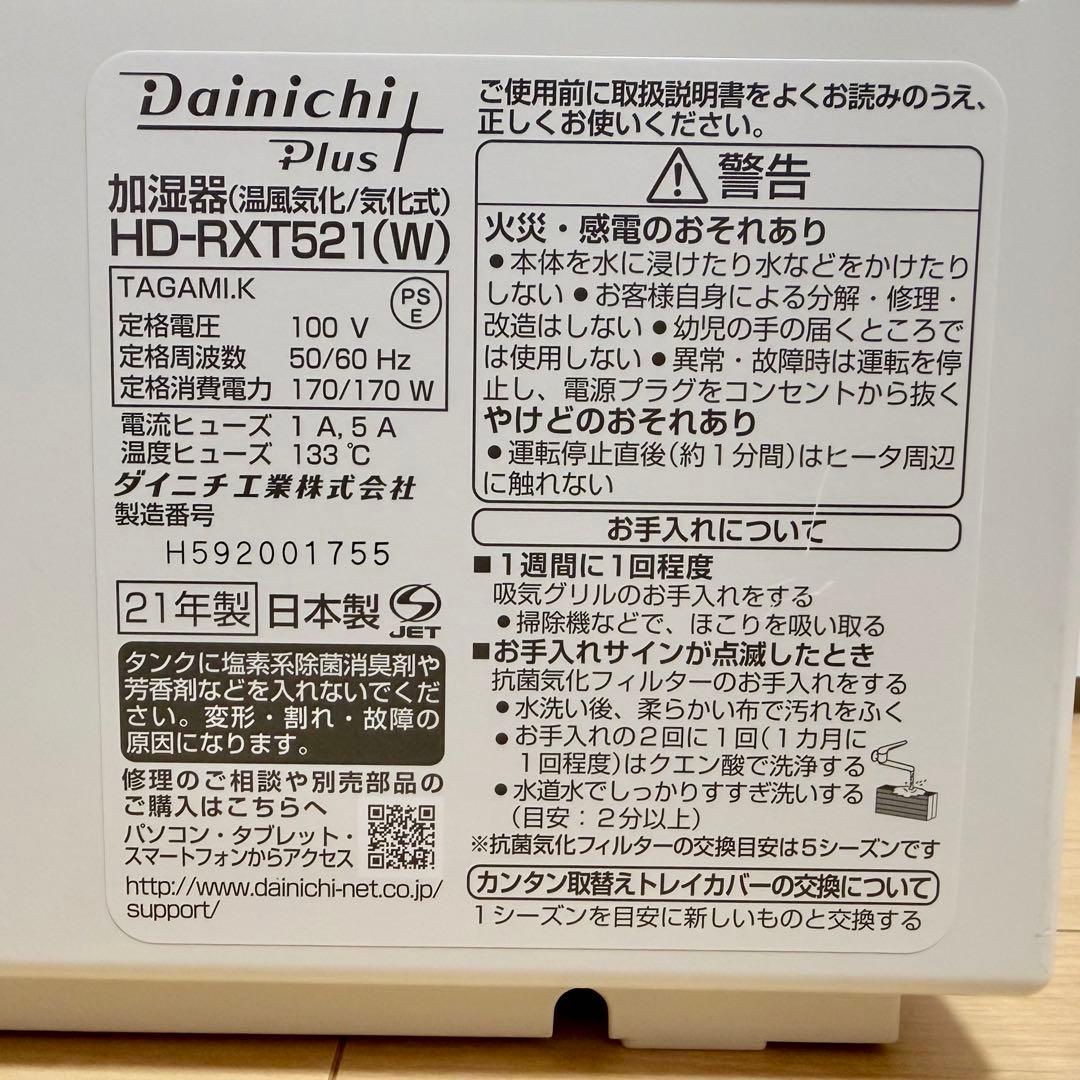 Dainichi
Plus
加湿器(温風気化/気化式)
HD-RXT521(W)
TAGAMI.K
PS
E
定格電圧 100 V
定格周波数 50/60 Hz
定格消費電力 170/170 W
電流ヒューズ 1 A, 5 A
温度ヒューズ 133 ℃
ダイニチ工業株式会社
製造番号
H592001755
21年製 日本製
JET
タンクに塩素系除菌消臭剤や
芳香剤などを入れないでくだ
さい。変形・割れ・故障の
原因になります。
修理のご相談や別売部品の
ご購入はこちらへ
パソコン・タブレット・
スマートフォンからアクセス
http://www.dainichi-net.co.jp/
support/
ご使用前に取扱説明書をよくお読みのうえ、
正しくお使いください。
警告
火災・感電のおそれあり
●本体を水に浸けたり水などをかけたり
しない●お客様自身による分解・修理・
改造はしない●幼児の手の届くところで
は使用しない●異常・故障時は運転を停
止し、電源プラグをコンセントから抜く
やけどのおそれあり
●運転停止直後(約1分間)はヒータ周辺
に触れない
お手入れについて
■1週間に1回程度
吸気グリルのお手入れをする
●掃除機などで、ほこりを吸い取る
■お手入れサインが点滅したとき
抗菌気化フィルターのお手入れをする
●水洗い後、柔らかい布で汚れをふく
●お手入れの2回に1回(1カ月に
1回程度)はクエン酸で洗浄する
●水道水でしっかりすすぎ洗いする
(目安：2分以上)
※抗菌気化フィルターの交換目安は5シーズンです
カンタン取替えトレイカバーの交換について
1シーズンを目安に新しいものと交換する